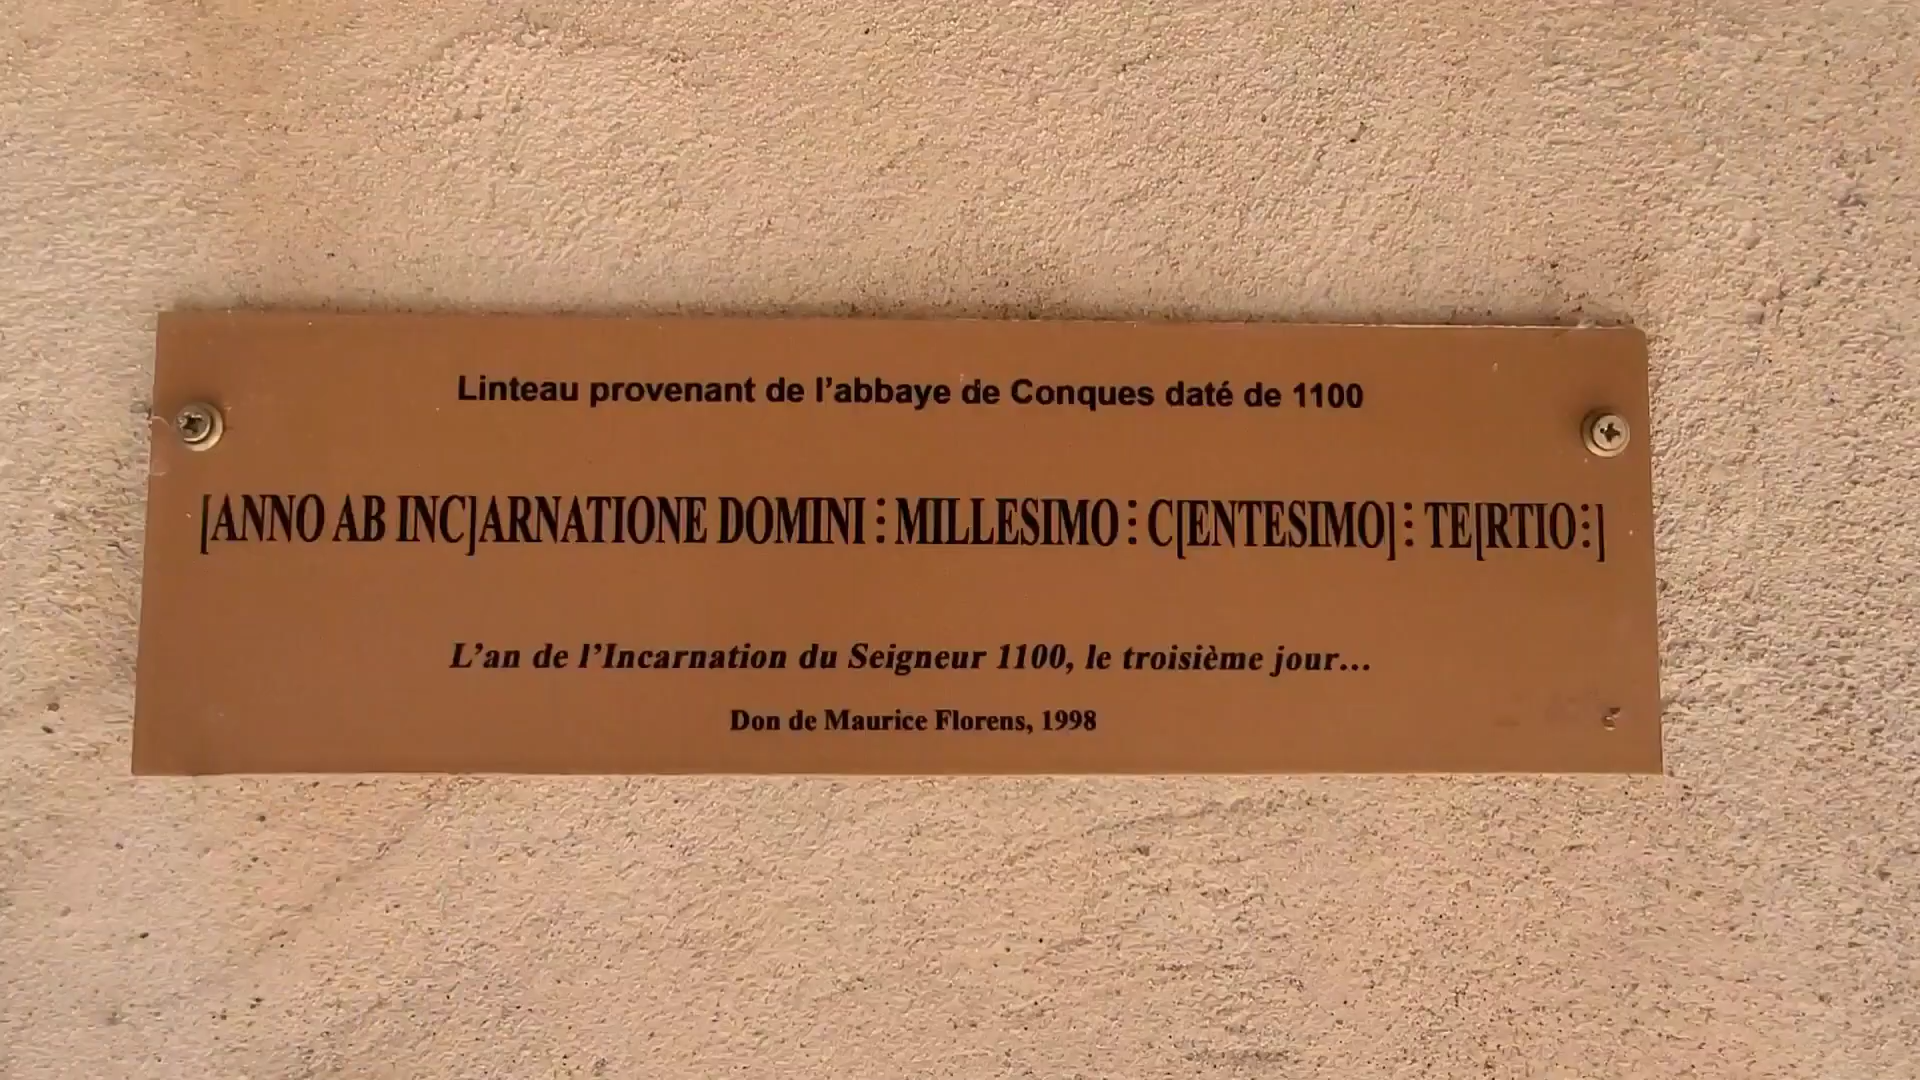 Linteau provenant de l’abbaye de Conques daté de 1100
[ANNO AB INC]ARNATIONE DOMINI ⋮ MILLESIMO ⋮ C[ENTESIMO] ⋮ TE[RTIO ⋮]
L’an de l’Incarnation du Seigneur 1100, le troisième jour...
Don de Maurice Florens, 1998